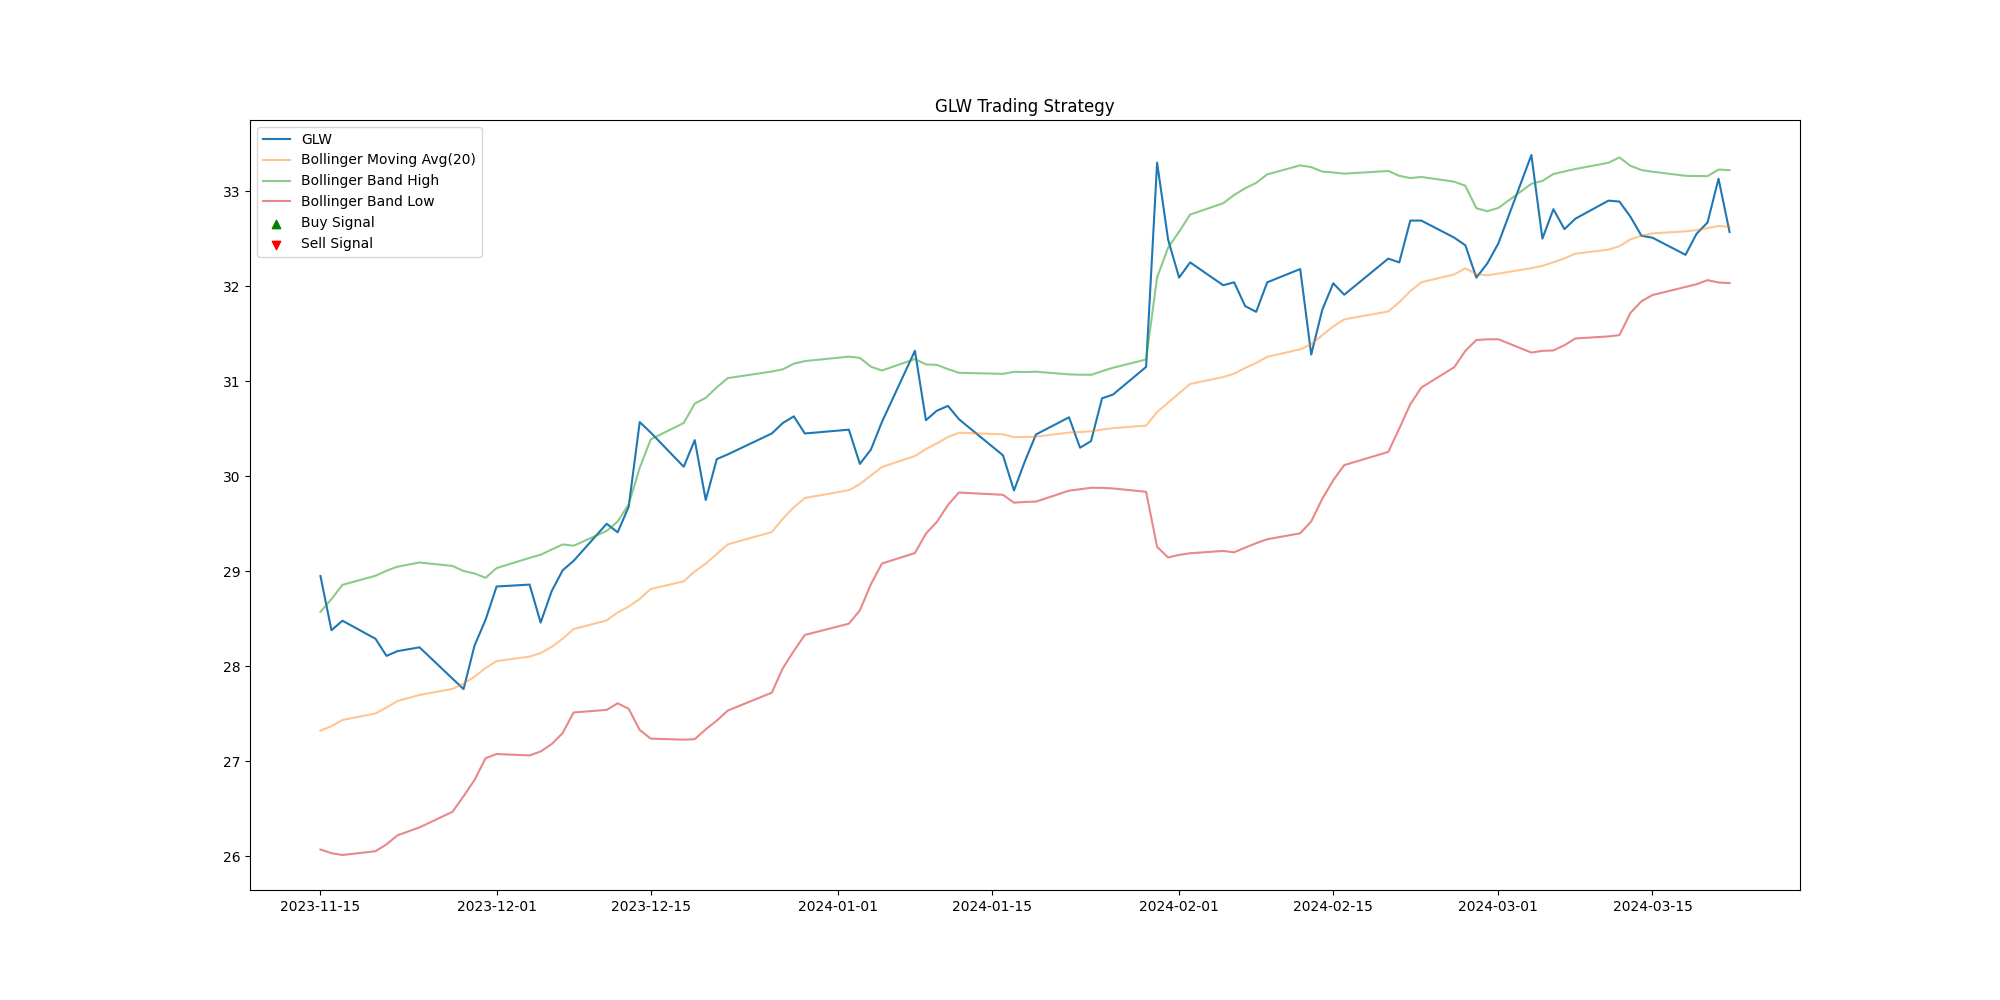 GLW Trading Strategy
GLW
Bollinger Moving Avg(20)
Bollinger Band High
Bollinger Band Low
Buy Signal
Sell Signal
33
32
31
30
29
28
27
26
2023-11-15 2023-12-01 2023-12-15 2024-01-01 2024-01-15 2024-02-01 2024-02-15 2024-03-01 2024-03-15